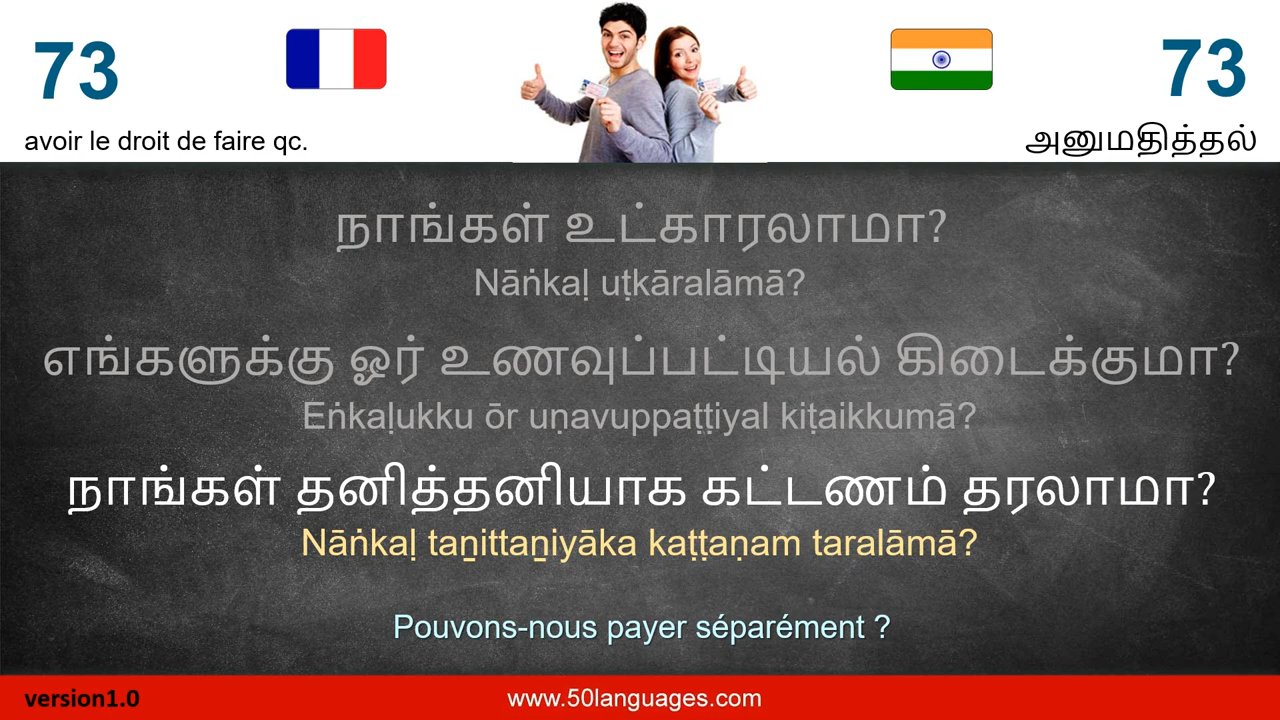 73
73
avoir le droit de faire qc.
அனுமதித்தல்
நாங்கள் உட்காரலாமா?
Nāṅkaḷ uṭkāralāmā?
எங்களுக்கு ஓர் உணவுப்பட்டியல் கிடைக்குமா?
Eṅkaḷukku ōr uṇavuppaṭṭiyal kiṭaikkumā?
நாங்கள் தனித்தனியாக கட்டணம் தரலாமா?
Nāṅkaḷ taṉittaṉiyāka kaṭṭaṇam taralāmā?
Pouvons-nous payer séparément ?
version1.0
www.50languages.com